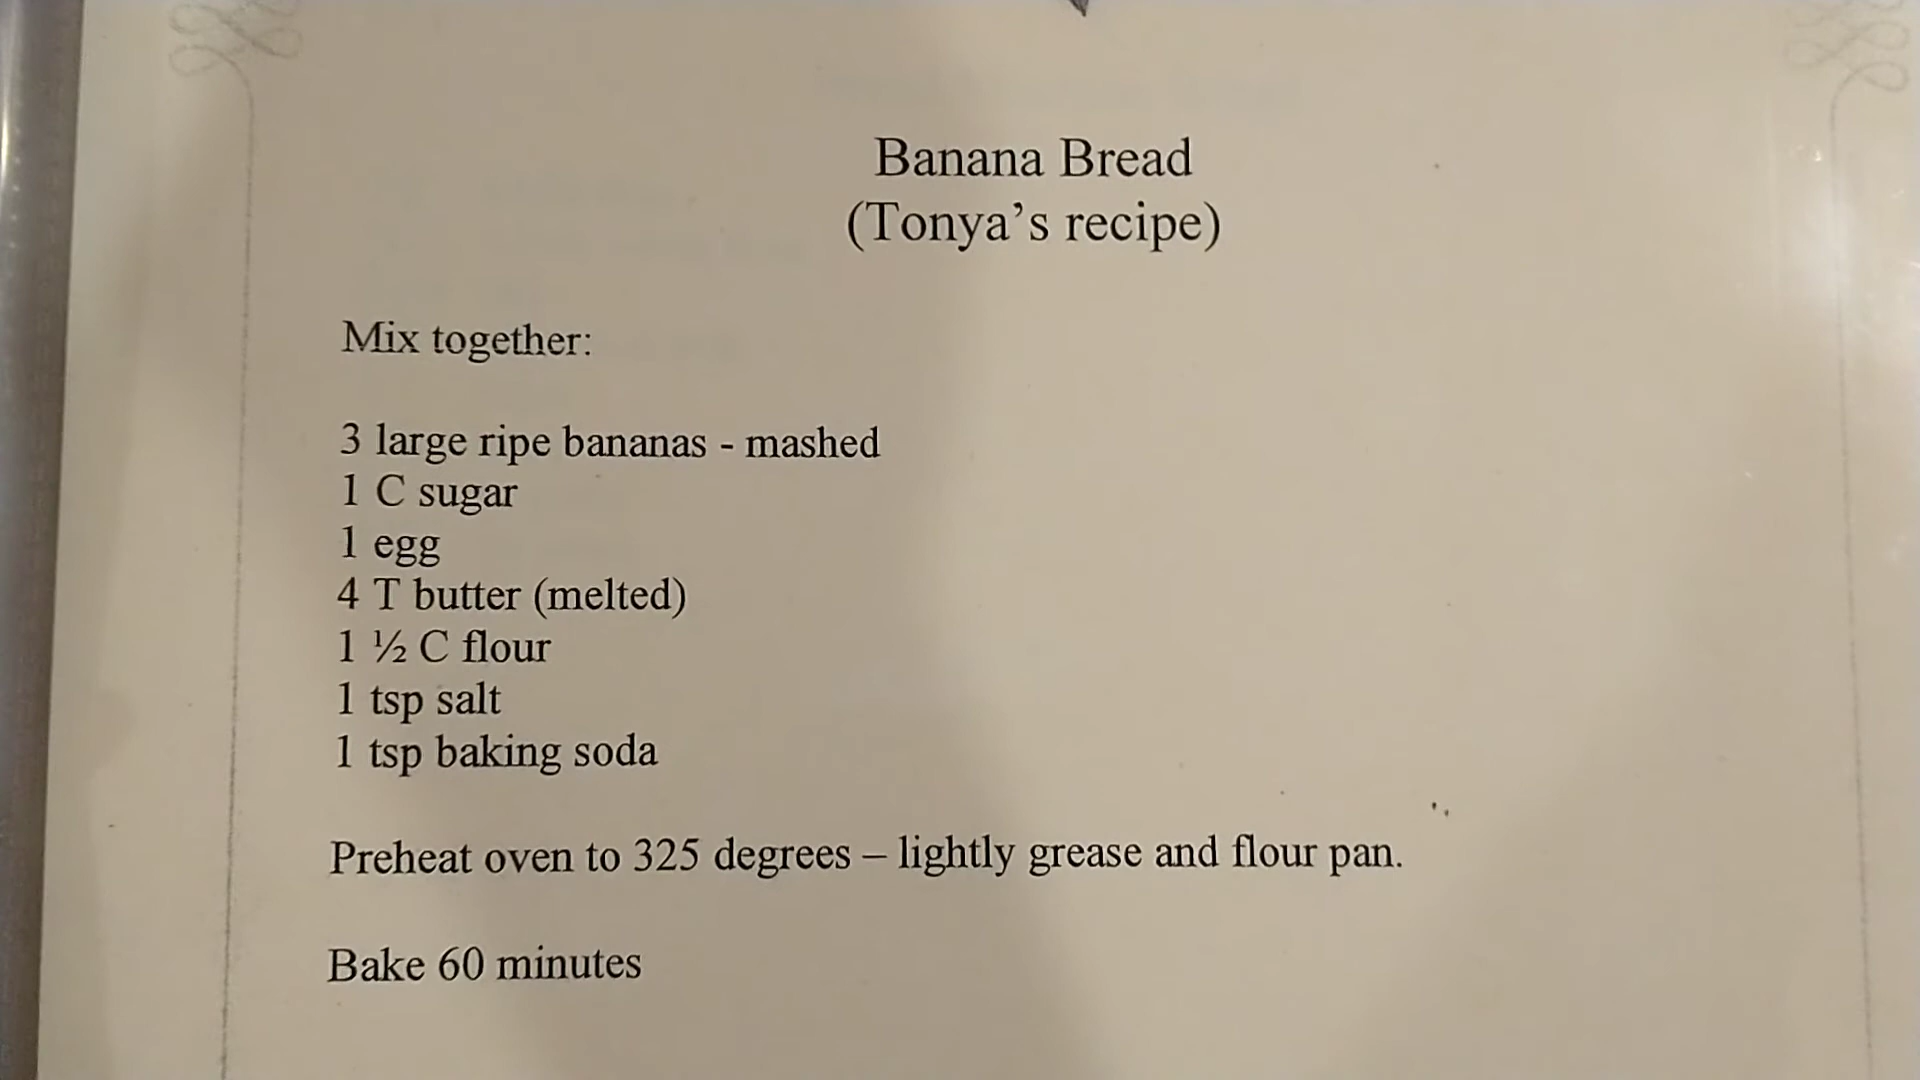 Banana Bread
(Tonya’s recipe)
Mix together:
3 large ripe bananas - mashed
1 C sugar
1 egg
4 T butter (melted)
1 ½ C flour
1 tsp salt
1 tsp baking soda
Preheat oven to 325 degrees – lightly grease and flour pan.
Bake 60 minutes